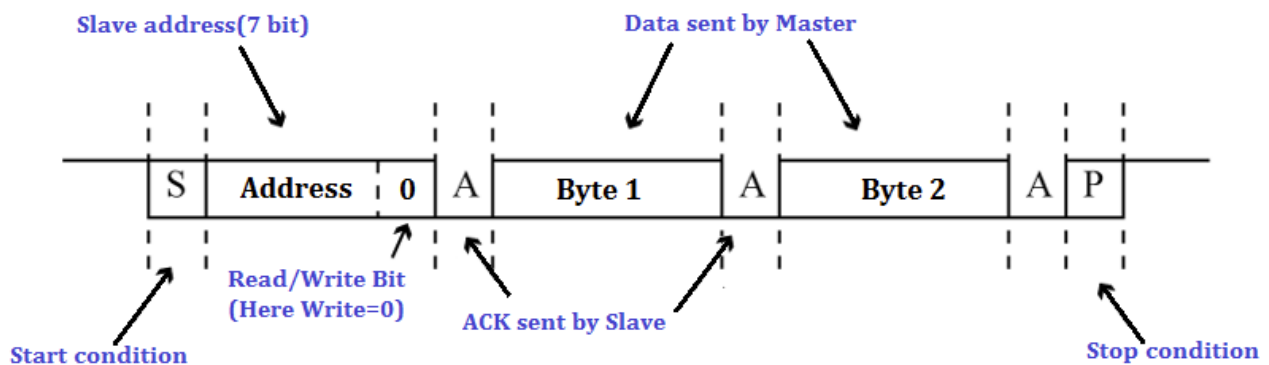 Slave address(7 bit)
Data sent by Master
S
Address
0
A
Byte 1
A
Byte 2
A
P
Read/Write Bit
(Here Write=0)
ACK sent by Slave
Start condition
Stop condition